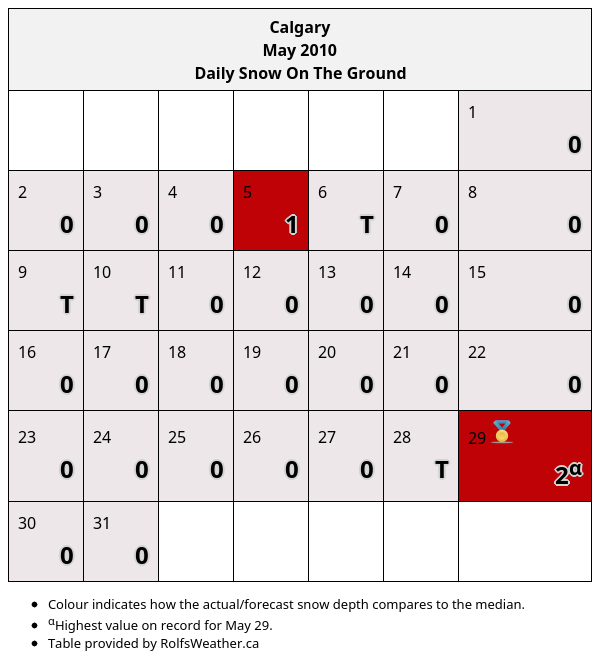 Calgary
May 2010
Daily Snow On The Ground
1
0
2 3 4 5 6 7 8
0 0 0 1 T 0 0
9 10 11 12 13 14 15
T T 0 0 0 0 0
16 17 18 19 20 21 22
0 0 0 0 0 0 0
23 24 25 26 27 28 29
0 0 0 0 0 T 2α
30 31
0 0
• Colour indicates how the actual/forecast snow depth compares to the median.
• αHighest value on record for May 29.
• Table provided by RolfsWeather.ca